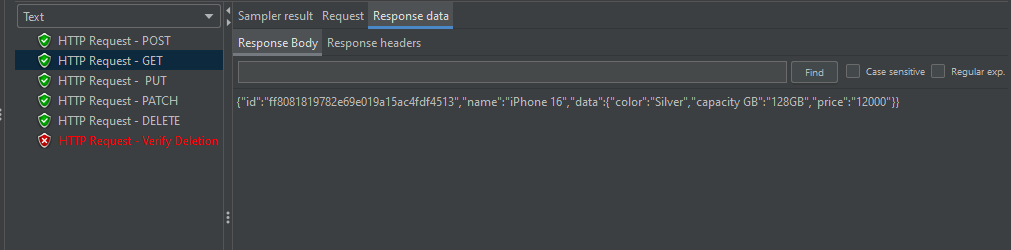 Text
HTTP Request - POST
HTTP Request - GET
HTTP Request - PUT
HTTP Request - PATCH
HTTP Request - DELETE
HTTP Request - Verify Deletion
Sampler result Request Response data
Response Body Response headers
Find Case sensitive Regular exp.
{"id":"ff8081819782e69e019a15ac4fdf4513","name":"iPhone 16","data":{"color":"Silver","capacity GB":"128GB","price":"12000"}}